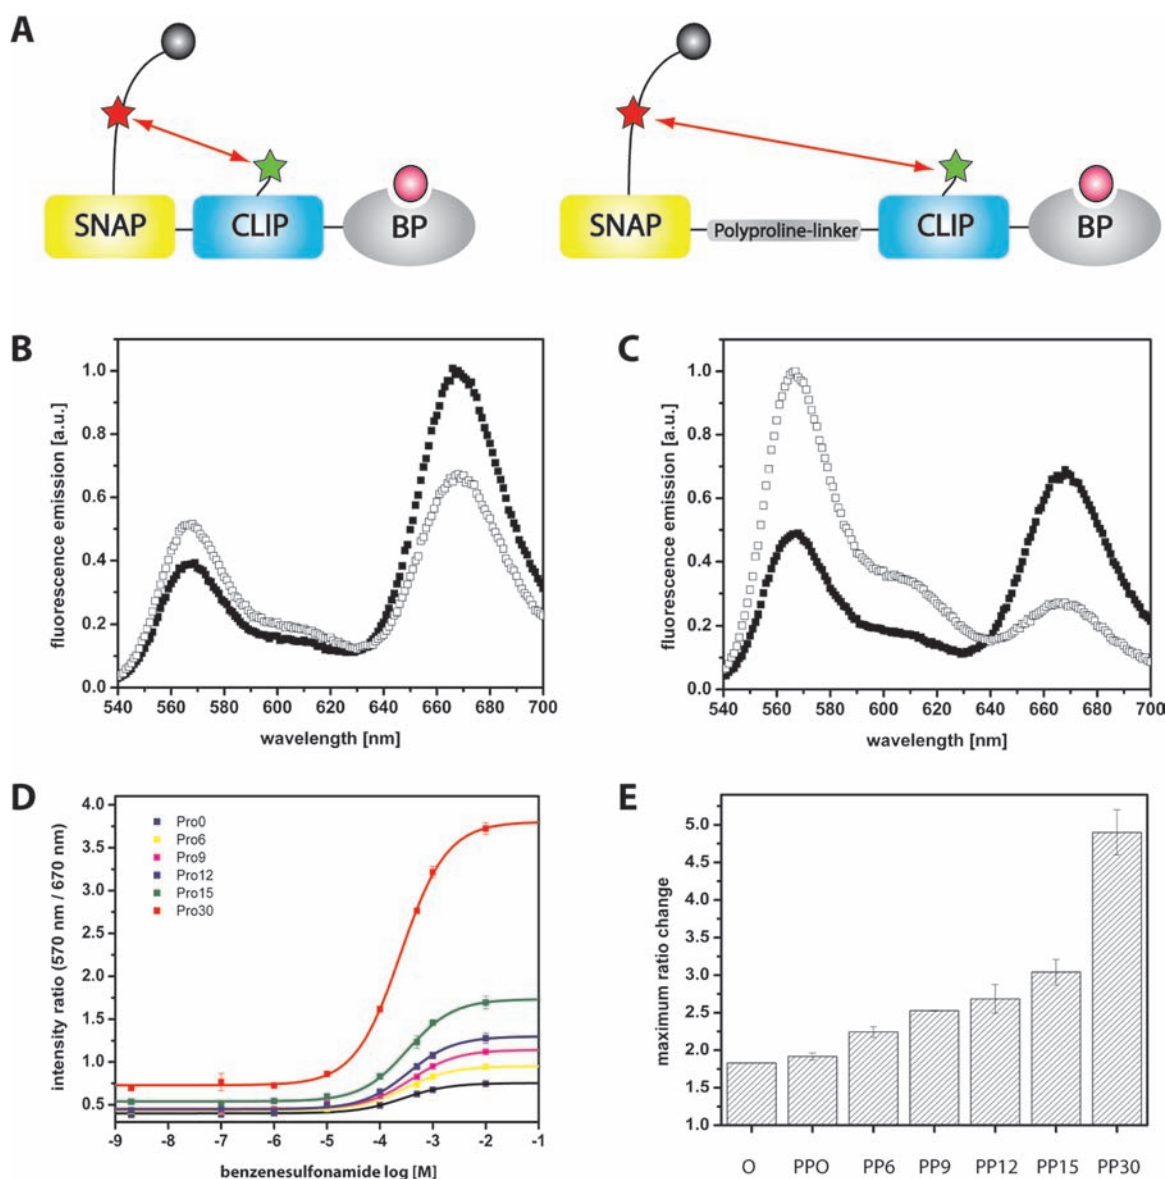 A
SNAP CLIP BP
SNAP Polyproline-linker CLIP BP
B
fluorescence emission [a.u.]
1.0
0.8
0.6
0.4
0.2
0.0
540 560 580 600 620 640 660 680 700
wavelength [nm]
C
fluorescence emission [a.u.]
1.0
0.8
0.6
0.4
0.2
0.0
540 560 580 600 620 640 660 680 700
wavelength [nm]
D
intensity ratio (570 nm / 670 nm)
4.0
3.5
3.0
2.5
2.0
1.5
1.0
0.5
Pro0
Pro6
Pro9
Pro12
Pro15
Pro30
-9 -8 -7 -6 -5 -4 -3 -2 -1
benzenesulfonamide log [M]
E
maximum ratio change
5.0
4.5
4.0
3.5
3.0
2.5
2.0
1.5
1.0
O PPO PP6 PP9 PP12 PP15 PP30